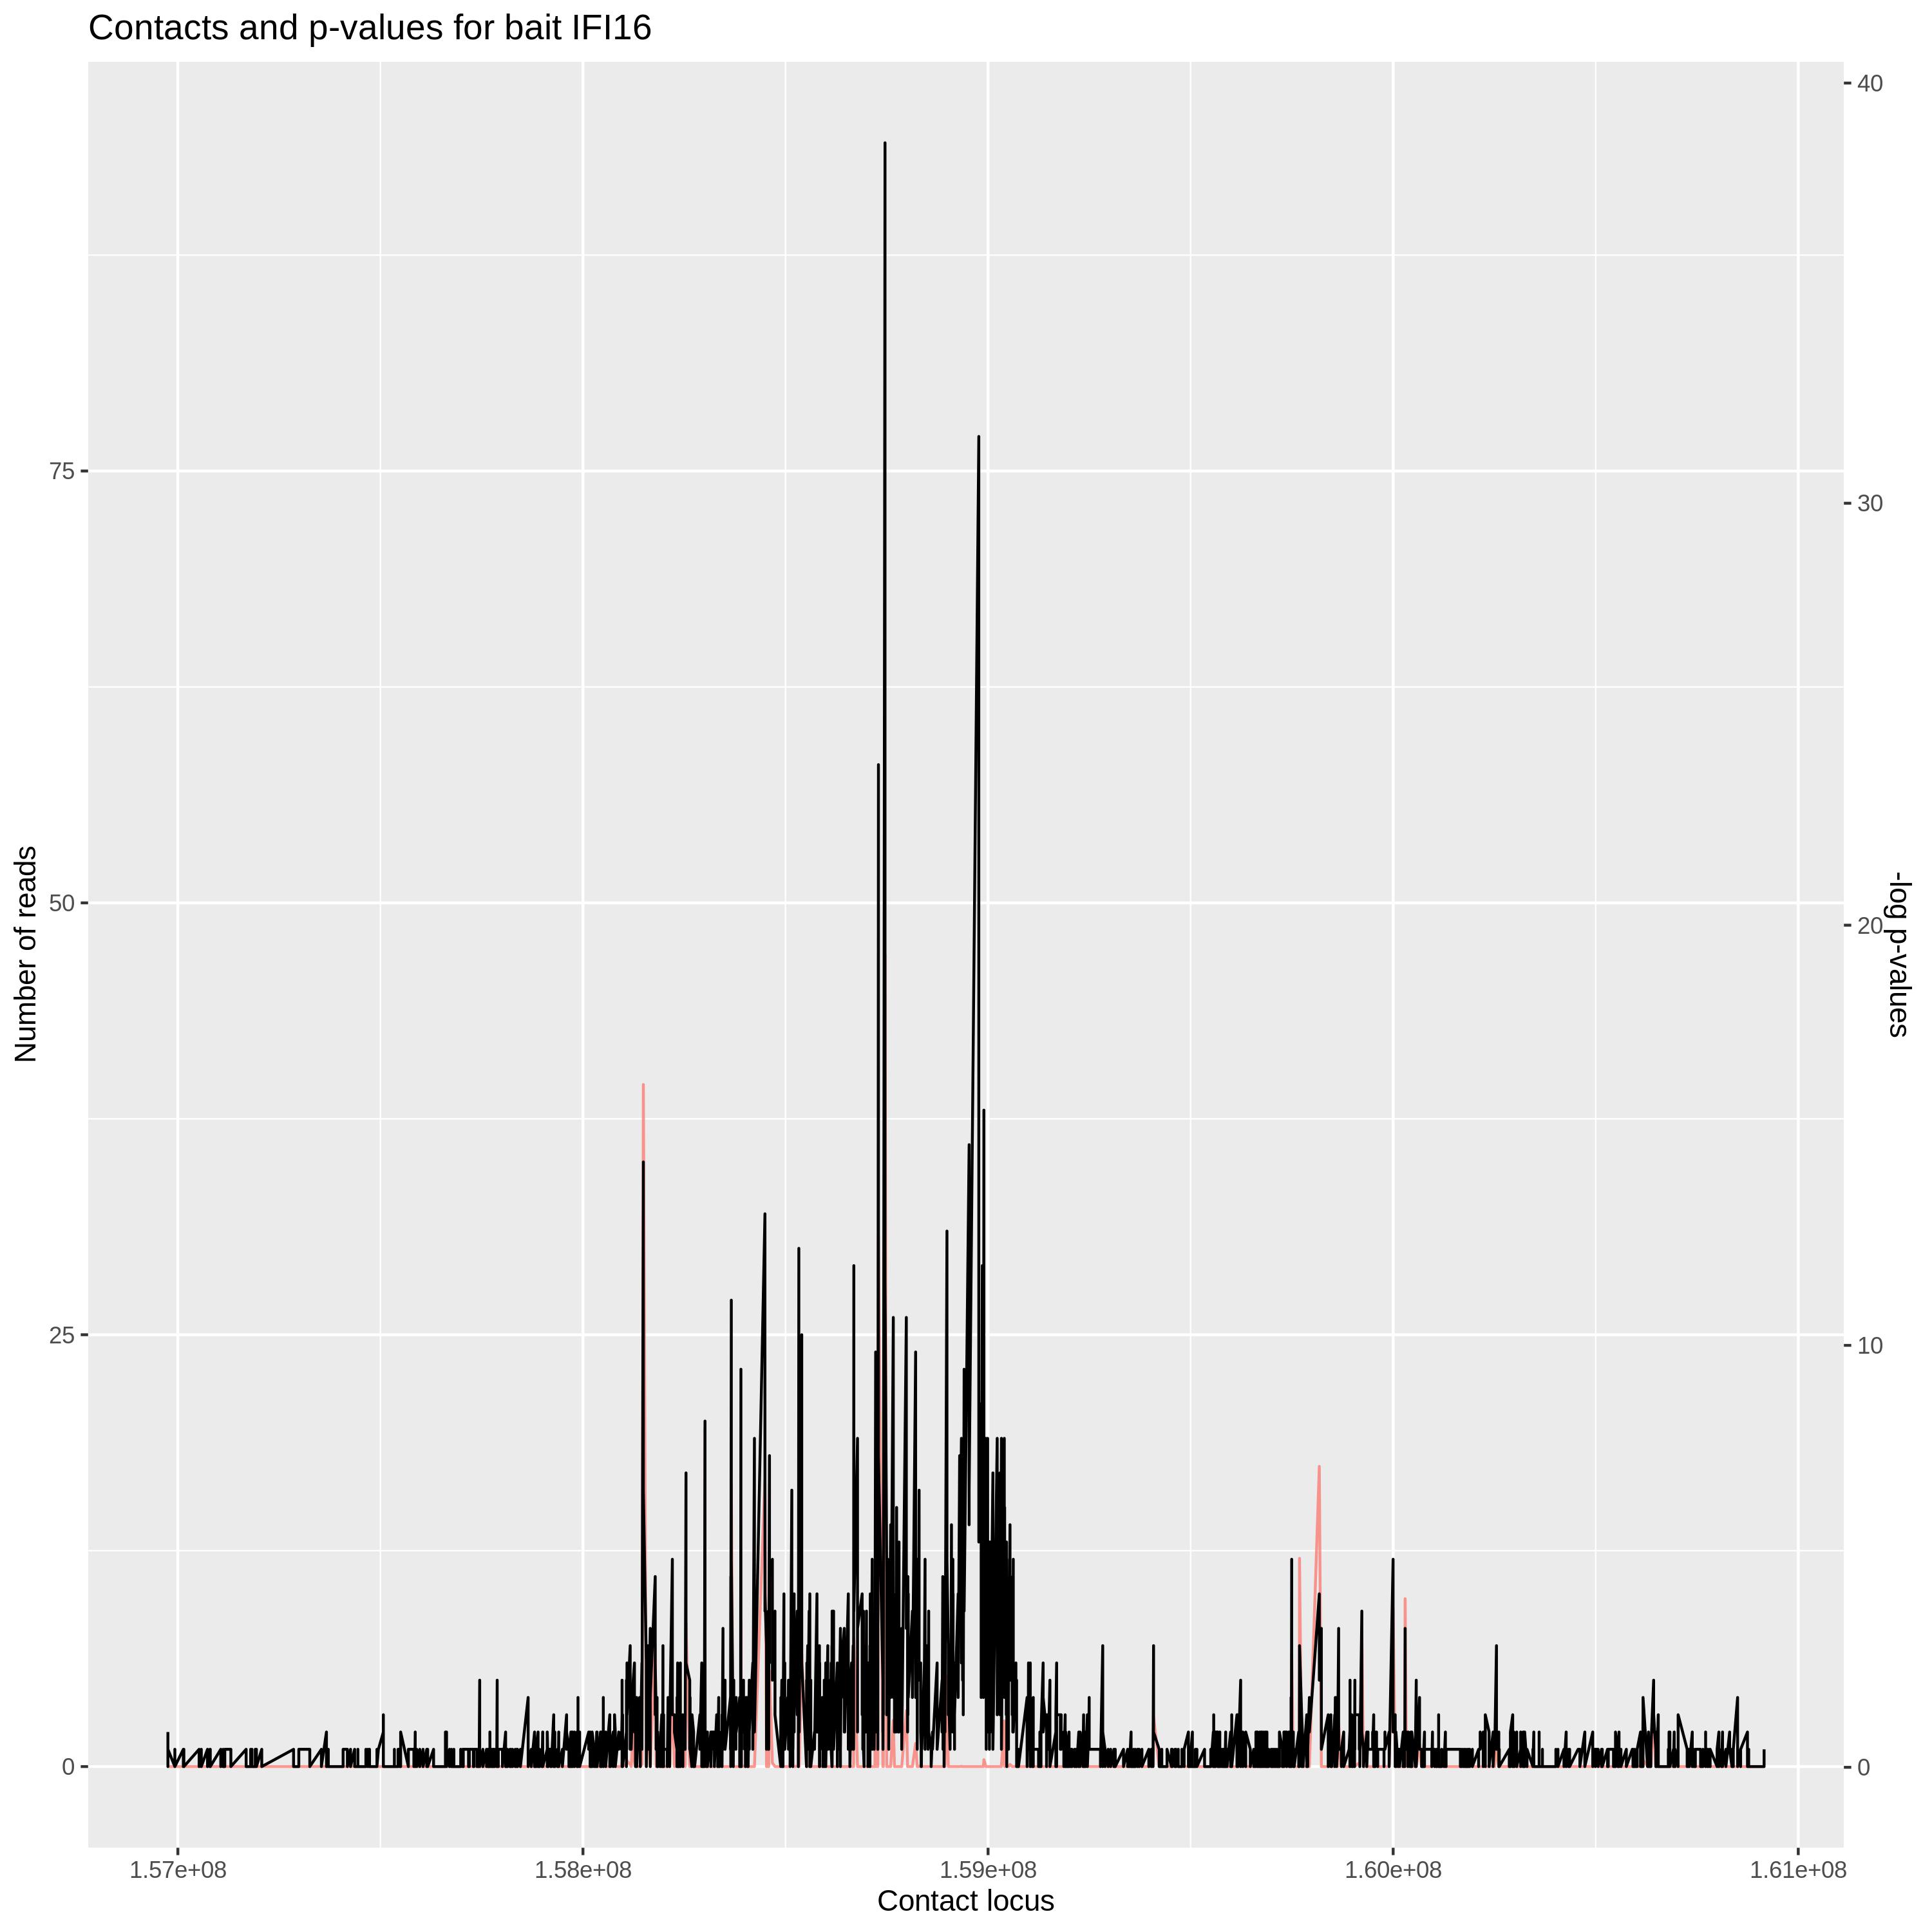 Contacts and p-values for bait IFI16
Number of reads
75
50
25
0
40
30
20
10
0
-log p-values
1.57e+08
1.58e+08
1.59e+08
1.60e+08
1.61e+08
Contact locus